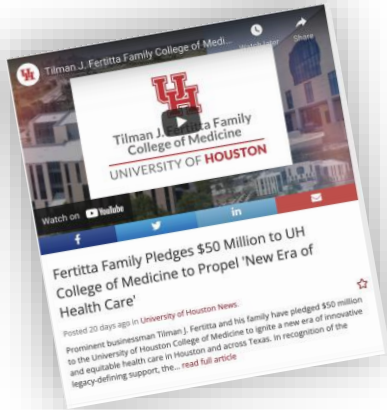 Tilman J. Fertitta Family College of Medi...
Watch later
Share
UH
Tilman J. Fertitta Family
College of Medicine
UNIVERSITY OF HOUSTON
Watch on YouTube
f
in
Fertitta Family Pledges $50 Million to UH
College of Medicine to Propel 'New Era of
Health Care'
Posted 20 days ago in University of Houston News
Prominent businessman Tilman J. Fertitta and his family have pledged $50 million
to the University of Houston College of Medicine to ignite a new era of innovative
and equitable health care in Houston and across Texas. In recognition of the
legacy-defining support, the... read full article